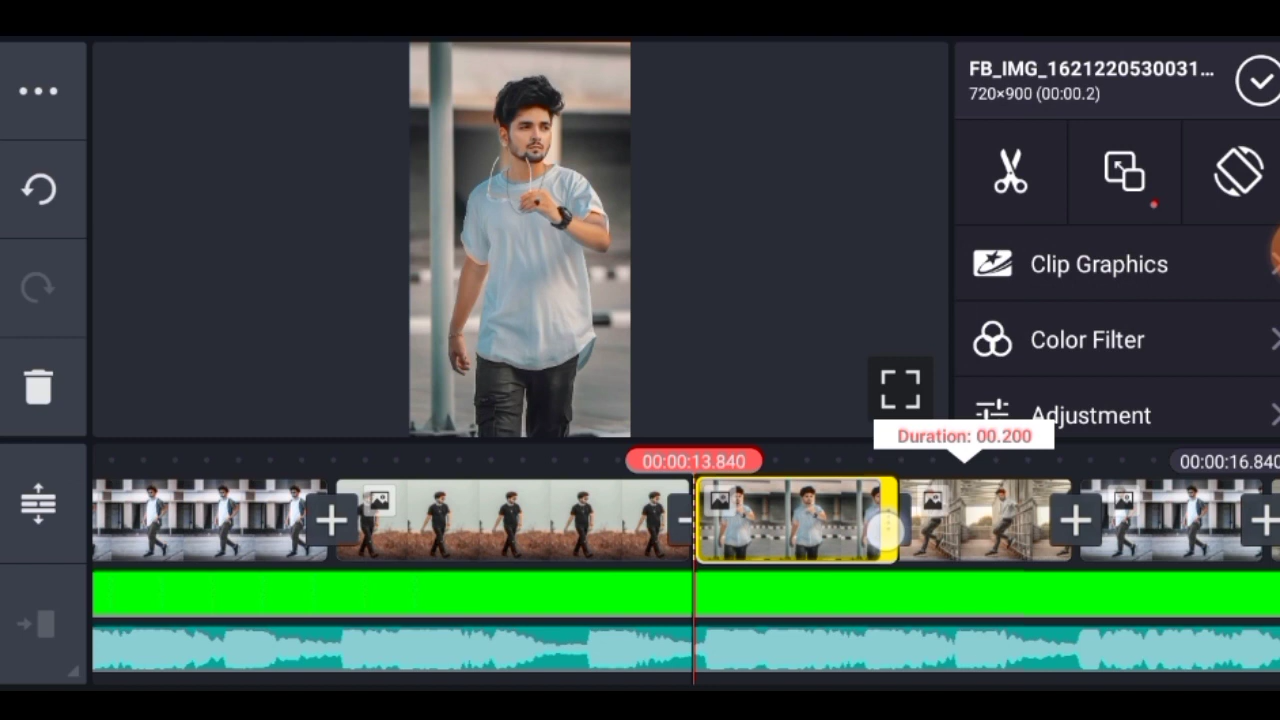 FB_IMG_1621220530031...
720×900 (00:00.2)
Clip Graphics
Color Filter
Adjustment
Duration: 00.200
00:00:13.840
00:00:16.840